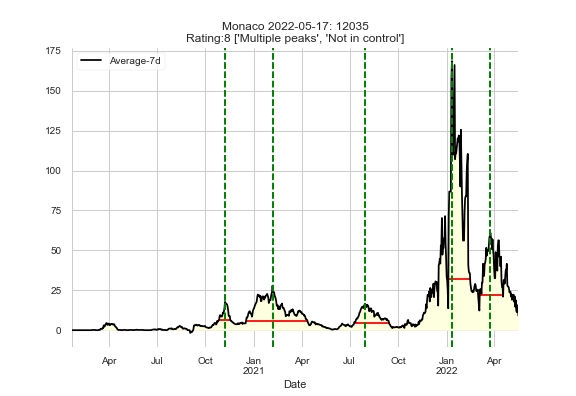 Monaco 2022-05-17: 12035
Rating:8 ['Multiple peaks', 'Not in control']
Average-7d
175
150
125
100
75
50
25
0
Apr Jul Oct Jan Apr Jul Oct Jan Apr
2021 2022
Date